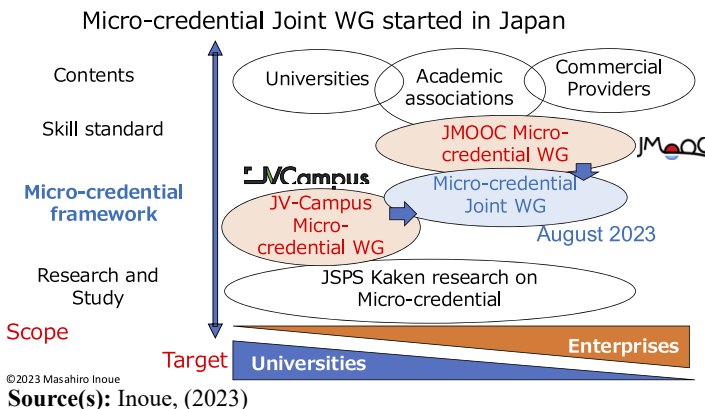 Micro-credential Joint WG started in Japan
Contents
Universities
Academic
associations
Commercial
Providers
Skill standard
JMOOC Micro-
credential WG
JMOOC
JVCampus
Micro-credential
framework
Micro-credential
Joint WG
JV-Campus
Micro-
credential WG
August 2023
Research and
Study
JSPS Kaken research on
Micro-credential
Scope
Enterprises
Target
Universities
©2023 Masahiro Inoue
Source(s): Inoue, (2023)